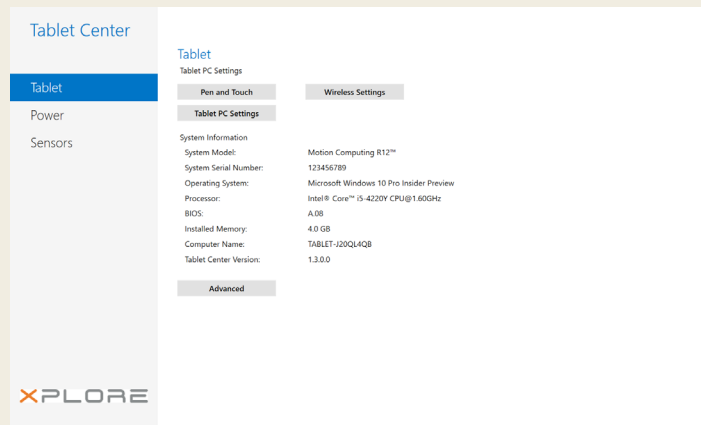 Tablet Center
Tablet
Power
Sensors
XPLORE
Tablet
Tablet PC Settings
Pen and Touch Wireless Settings
Tablet PC Settings
System Information
System Model: Motion Computing R12™
System Serial Number: 123456789
Operating System: Microsoft Windows 10 Pro Insider Preview
Processor: Intel® Core™ i5-4220Y CPU@1.60GHz
BIOS: A.08
Installed Memory: 4.0 GB
Computer Name: TABLET-J20QL4QB
Tablet Center Version: 1.3.0.0
Advanced